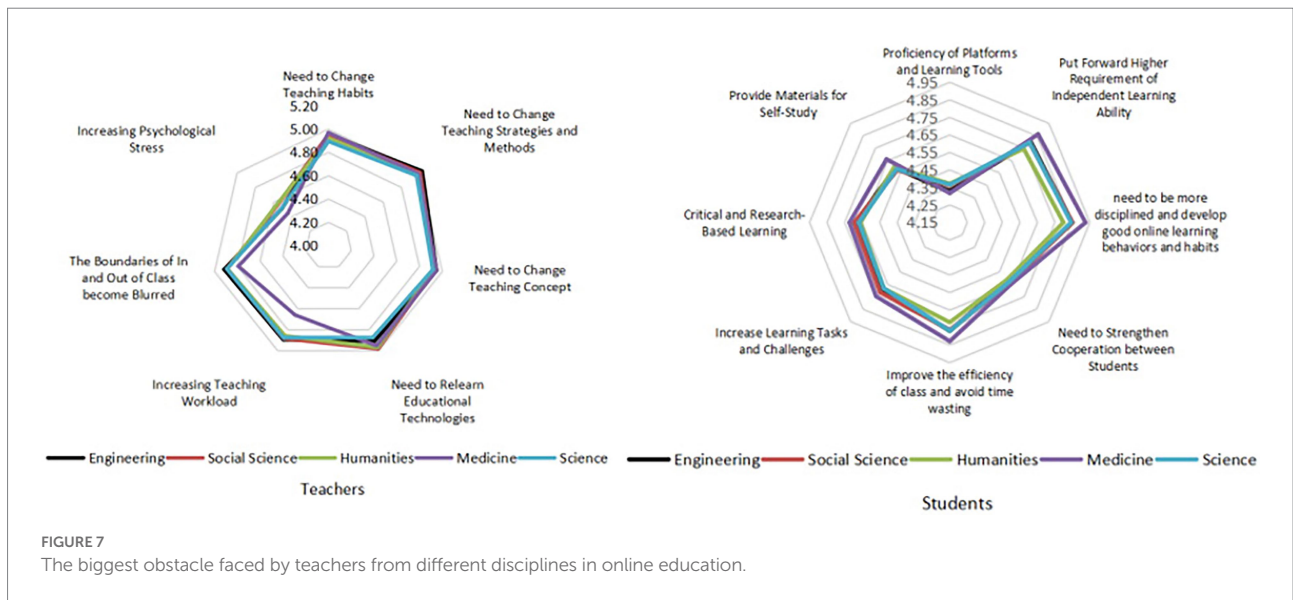 Need to Change
Teaching Habits
5.20
5.00
4.80
4.60
4.40
4.20
4.00
Need to Change
Teaching Strategies and
Methods
Need to Change
Teaching Concept
Need to Relearn
Educational
Technologies
Increasing Teaching
Workload
The Boundaries of In
and Out of Class
become Blurred
Increasing Psychological
Stress
Engineering Social Science Humanities Medicine Science
Teachers
Proficiency of Platforms
and Learning Tools
4.95
4.85
4.75
4.65
4.55
4.45
4.35
4.25
4.15
Put Forward Higher
Requirement of
Independent Learning
Ability
need to be more
disciplined and develop
good online learning
behaviors and habits
Need to Strengthen
Cooperation between
Students
Improve the efficiency
of class and avoid time
wasting
Increase Learning Tasks
and Challenges
Critical and Research-
Based Learning
Provide Materials for
Self-Study
Engineering Social Science Humanities Medicine Science
Students
FIGURE 7
The biggest obstacle faced by teachers from different disciplines in online education.